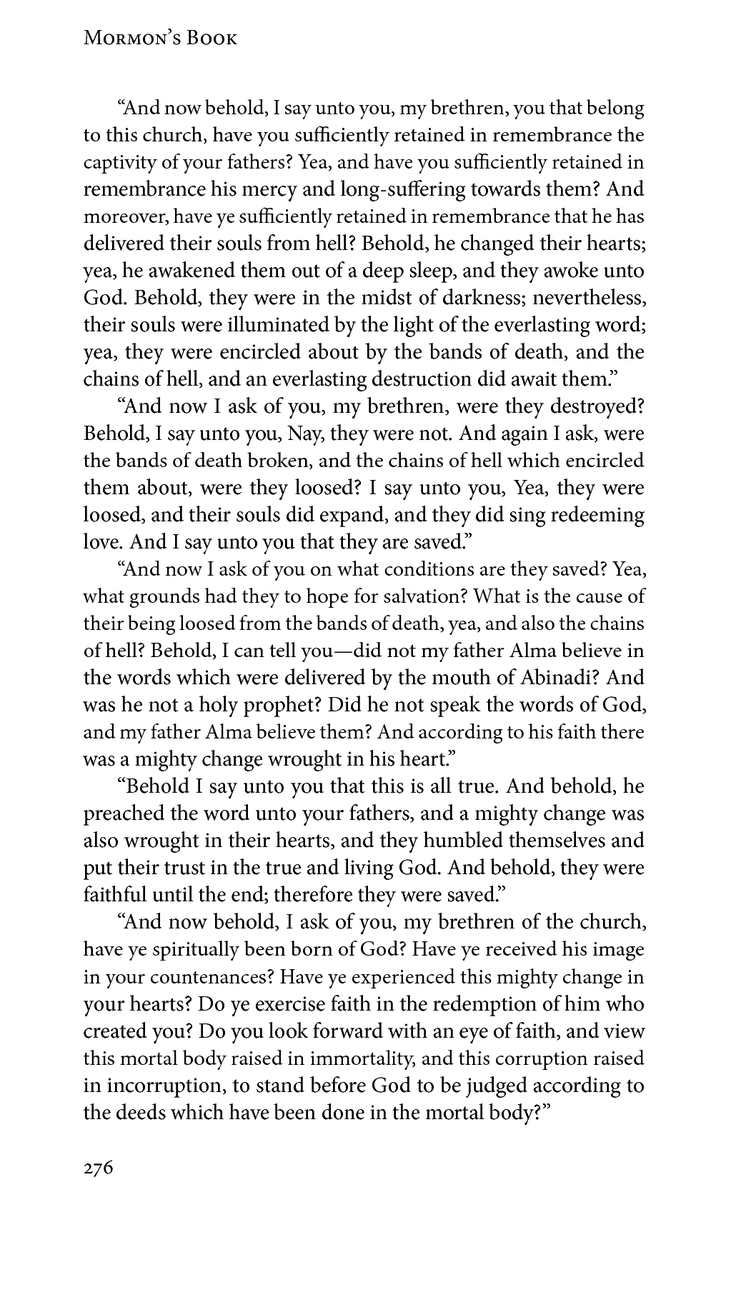 Mormon’s Book
“And now behold, I say unto you, my brethren, you that belong
to this church, have you sufficiently retained in remembrance the
captivity of your fathers? Yea, and have you sufficiently retained in
remembrance his mercy and long-suffering towards them? And
moreover, have ye sufficiently retained in remembrance that he has
delivered their souls from hell? Behold, he changed their hearts;
yea, he awakened them out of a deep sleep, and they awoke unto
God. Behold, they were in the midst of darkness; nevertheless,
their souls were illuminated by the light of the everlasting word;
yea, they were encircled about by the bands of death, and the
chains of hell, and an everlasting destruction did await them.”
“And now I ask of you, my brethren, were they destroyed?
Behold, I say unto you, Nay, they were not. And again I ask, were
the bands of death broken, and the chains of hell which encircled
them about, were they loosed? I say unto you, Yea, they were
loosed, and their souls did expand, and they did sing redeeming
love. And I say unto you that they are saved.”
“And now I ask of you on what conditions are they saved? Yea,
what grounds had they to hope for salvation? What is the cause of
their being loosed from the bands of death, yea, and also the chains
of hell? Behold, I can tell you—did not my father Alma believe in
the words which were delivered by the mouth of Abinadi? And
was he not a holy prophet? Did he not speak the words of God,
and my father Alma believe them? And according to his faith there
was a mighty change wrought in his heart.”
“Behold I say unto you that this is all true. And behold, he
preached the word unto your fathers, and a mighty change was
also wrought in their hearts, and they humbled themselves and
put their trust in the true and living God. And behold, they were
faithful until the end; therefore they were saved.”
“And now behold, I ask of you, my brethren of the church,
have ye spiritually been born of God? Have ye received his image
in your countenances? Have ye experienced this mighty change in
your hearts? Do ye exercise faith in the redemption of him who
created you? Do you look forward with an eye of faith, and view
this mortal body raised in immortality, and this corruption raised
in incorruption, to stand before God to be judged according to
the deeds which have been done in the mortal body?”
276